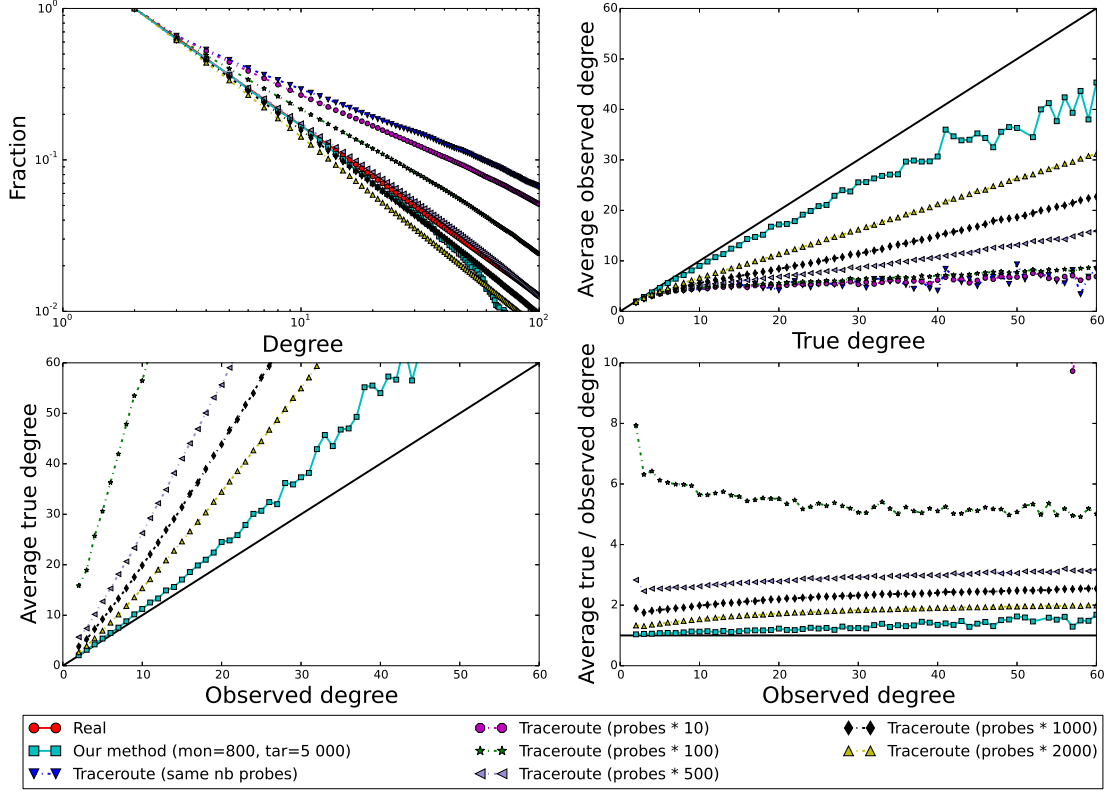 10^0
10^-1
10^-2
Fraction
10^0 10^1 10^2
Degree
60
50
40
30
20
10
0
Average observed degree
0 10 20 30 40 50 60
True degree
60
50
40
30
20
10
0
Average true degree
0 10 20 30 40 50 60
Observed degree
10
8
6
4
2
0
Average true / observed degree
0 10 20 30 40 50 60
Observed degree
Real
Our method (mon=800, tar=5 000)
Traceroute (same nb probes)
Traceroute (probes * 10)
Traceroute (probes * 100)
Traceroute (probes * 500)
Traceroute (probes * 1000)
Traceroute (probes * 2000)